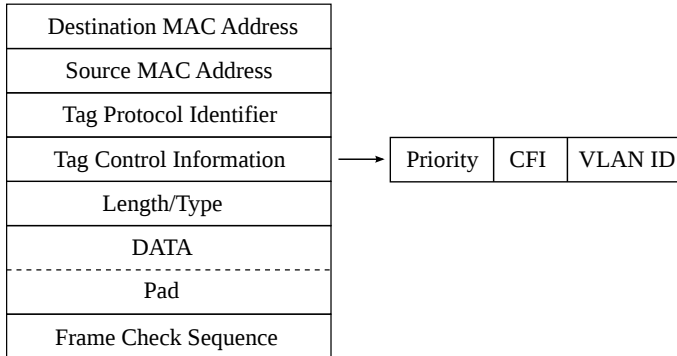 Destination MAC Address
Source MAC Address
Tag Protocol Identifier
Tag Control Information
Priority CFI VLAN ID
Length/Type
DATA
Pad
Frame Check Sequence